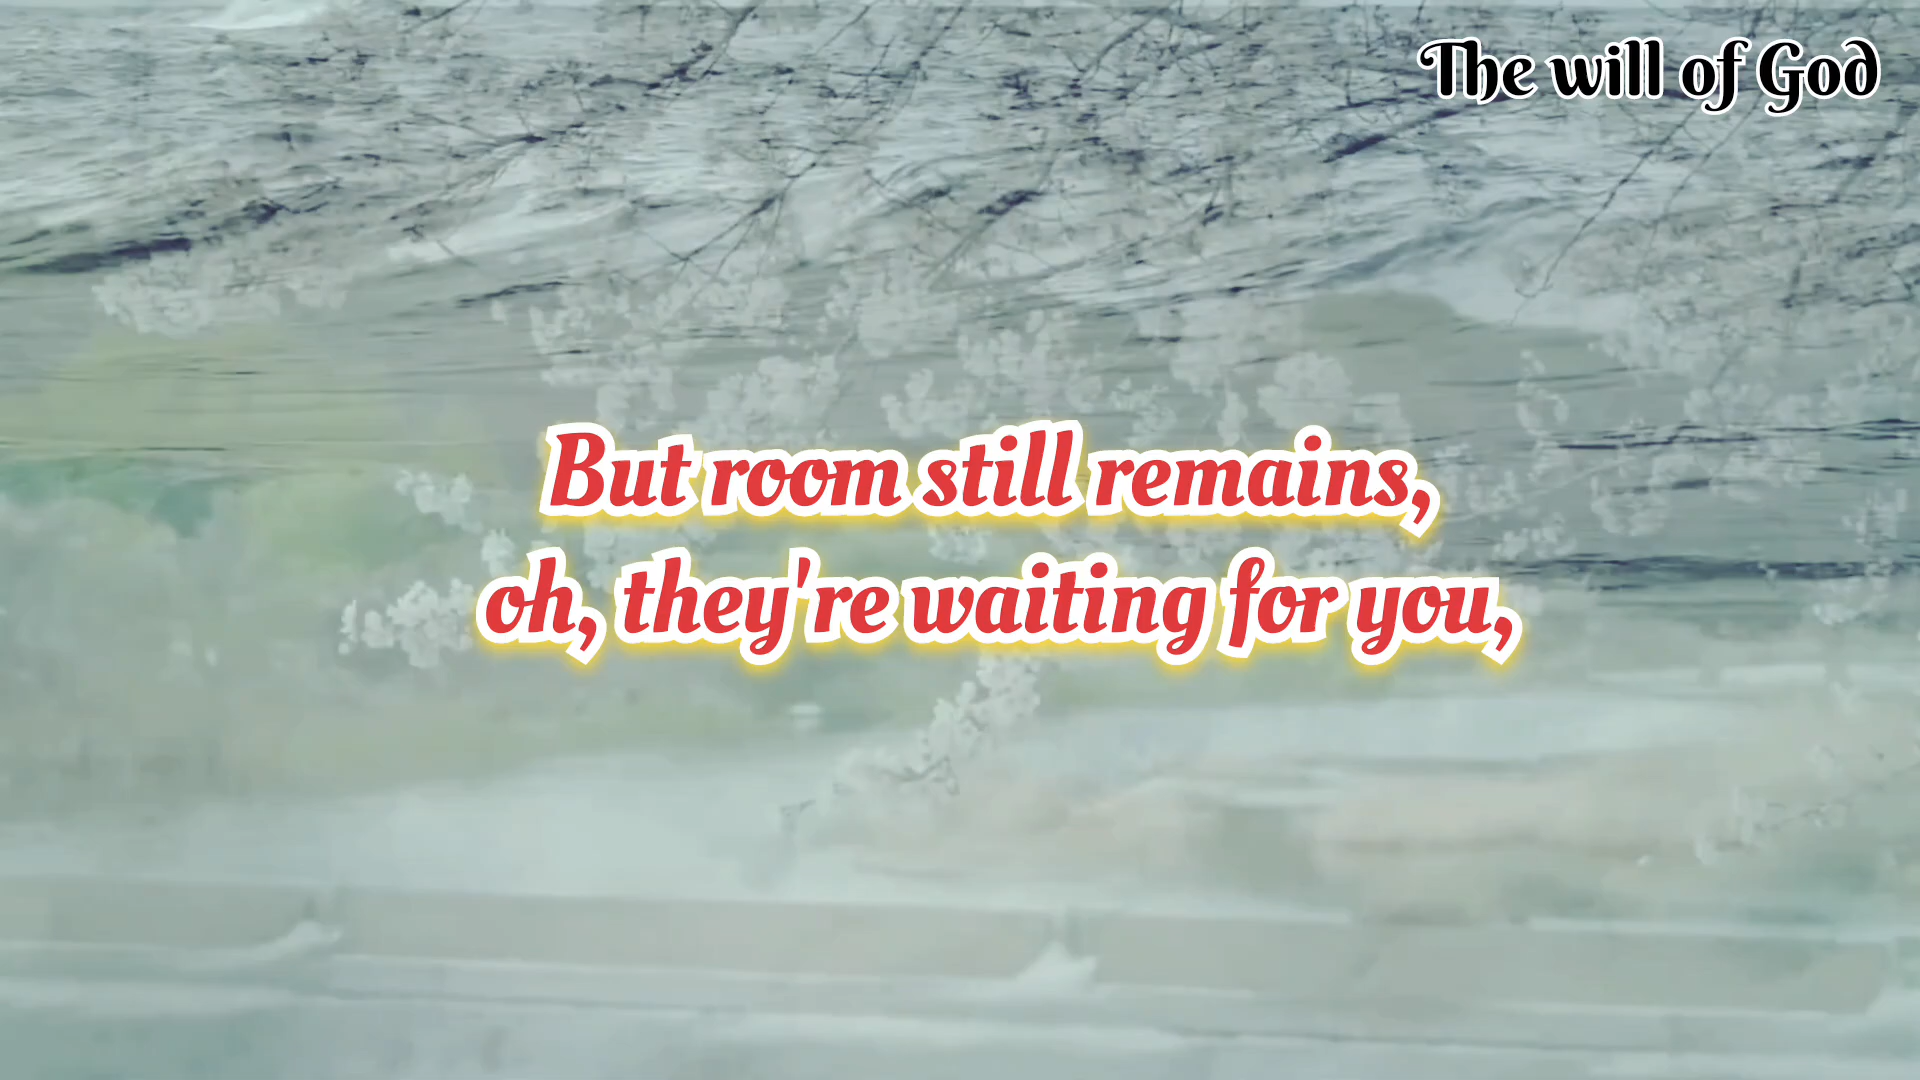 The will of God
But room still remains,
oh, they're waiting for you,